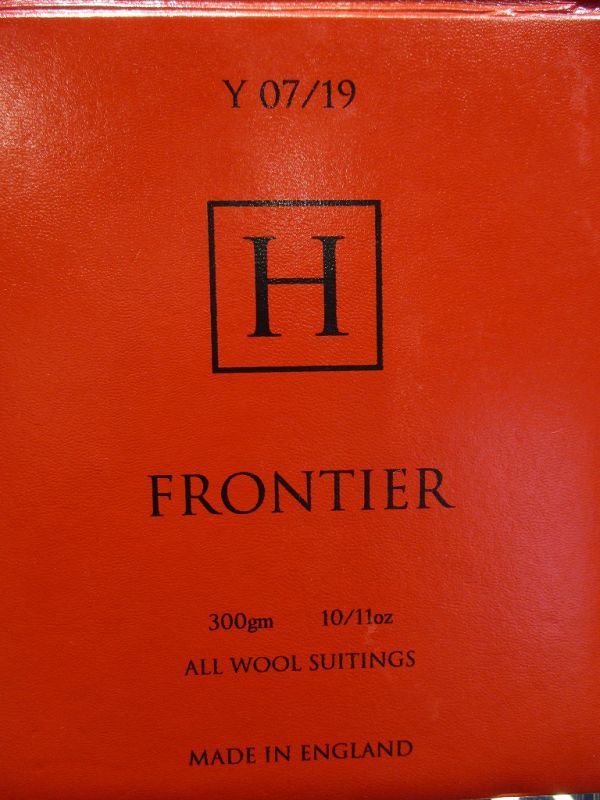 Y 07/19
H
FRONTIER
300gm 10/11oz
ALL WOOL SUITINGS
MADE IN ENGLAND